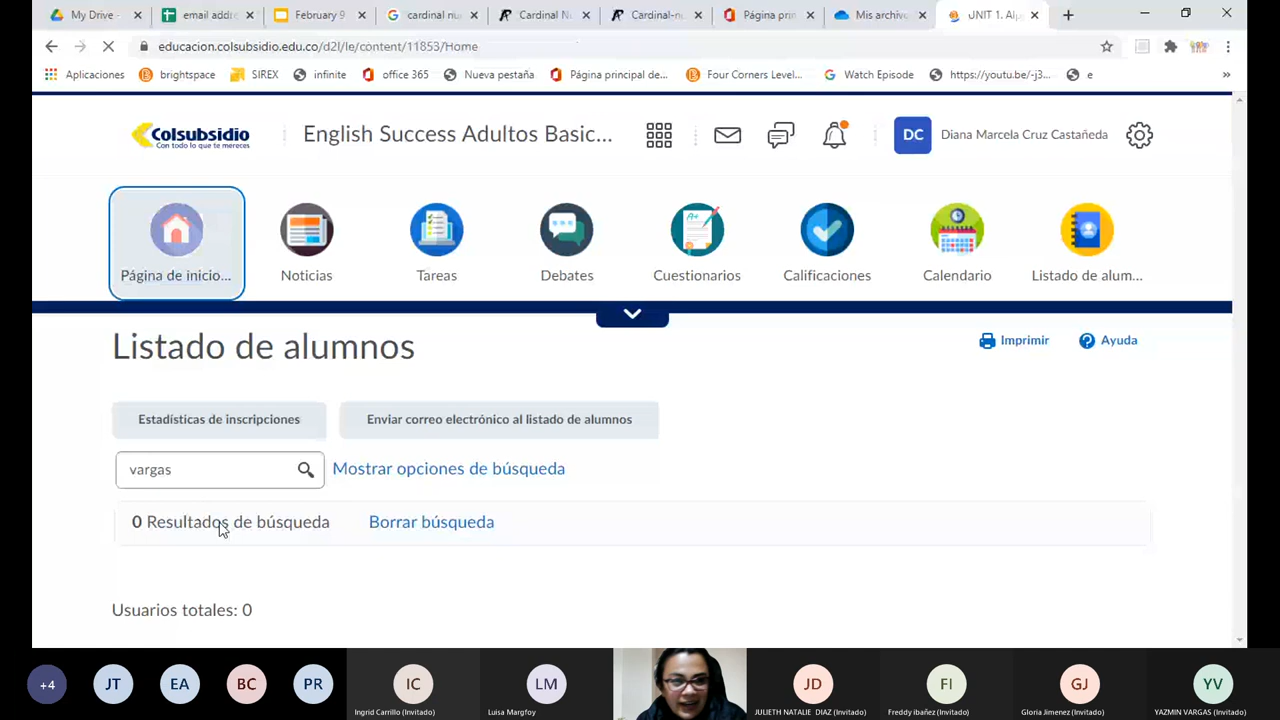 My Drive -
email addre
February 9
cardinal nu
Cardinal Nu
Cardinal-nu
Página prin
Mis archivo
UNIT 1. Alp
educacion.colsubsidio.edu.co/d2l/le/content/11853/Home
Aplicaciones
brightspace
SIREX
infinite
office 365
Nueva pestaña
Página principal de...
Four Corners Level...
Watch Episode
https://youtu.be/-j3...
e
»
Colsubsidio
Con todo lo que te mereces
English Success Adultos Basic...
DC
Diana Marcela Cruz Castañeda
Página de inicio...
Noticias
Tareas
A+
Debates
Cuestionarios
Calificaciones
Calendario
Listado de alum...
Listado de alumnos
Imprimir
Ayuda
Estadísticas de inscripciones
Enviar correo electrónico al listado de alumnos
vargas
Mostrar opciones de búsqueda
0 Resultados de búsqueda
Borrar búsqueda
Usuarios totales: 0
+4
JT
EA
BC
PR
IC
Ingrid Carrillo (Invitado)
LM
Luisa Margfoy
JD
JULIETH NATALIE DIAZ (Invitado)
FI
Freddy ibañez (Invitado)
GJ
Gloria Jimenez (Invitado)
YV
YAZMIN VARGAS (Invitado)